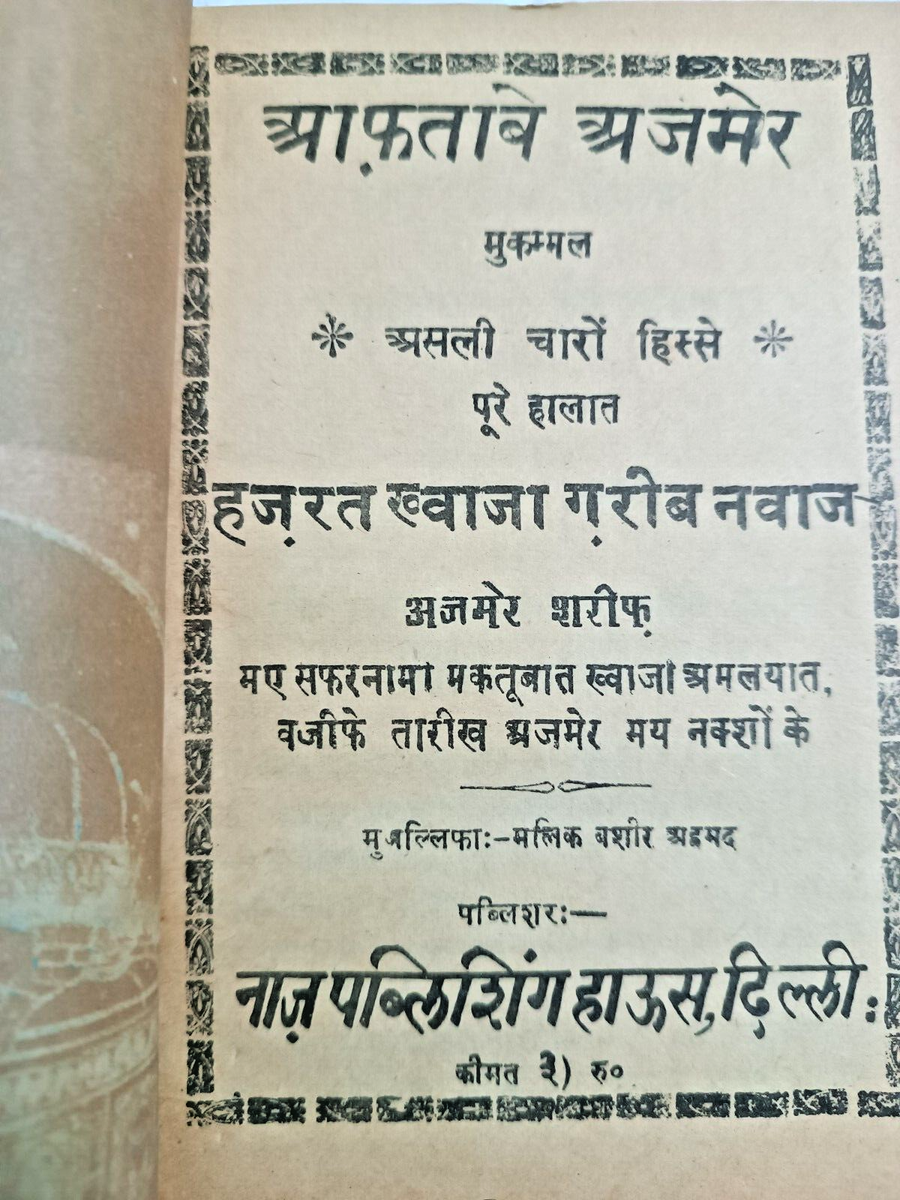 आफ़तावे अजमेर
मुकम्मल
असली चारों हिस्से
पूरे हालात
हज़रत ख्वाजा ग़रीब नवाज
अजमेर शरीफ़
मए सफरनामा मकतूबात ख्वाजा अमलयात,
वजीफे तारीख अजमेर मय नक्शों के
मुअल्लिफाः-मलिक बशीर अहमद
पब्लिशरः—
नाज़ पब्लिशिंग हाऊस, दिल्ली:
कीमत ३) रु०